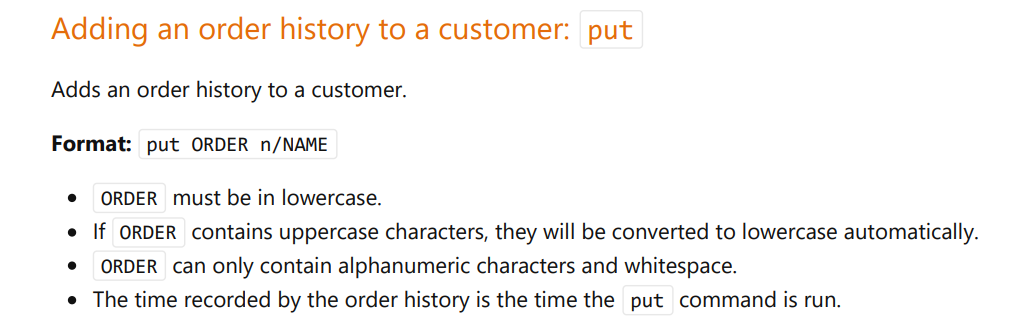 Adding an order history to a customer: put
Adds an order history to a customer.
Format: put ORDER n/NAME
ORDER must be in lowercase.
If ORDER contains uppercase characters, they will be converted to lowercase automatically.
ORDER can only contain alphanumeric characters and whitespace.
The time recorded by the order history is the time the put command is run.